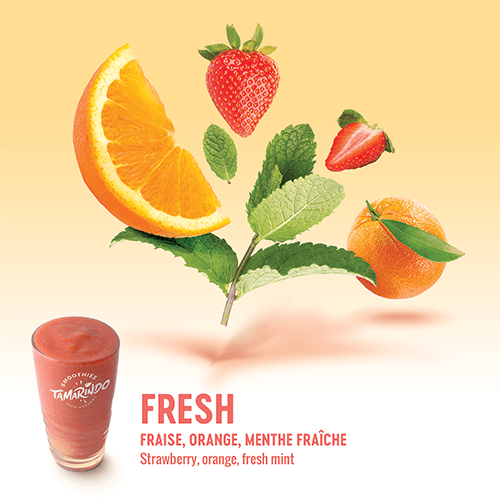 SMOOTHIES
TAMARINDO
FRESH
FRAISE, ORANGE, MENTHE FRAÎCHE
Strawberry, orange, fresh mint